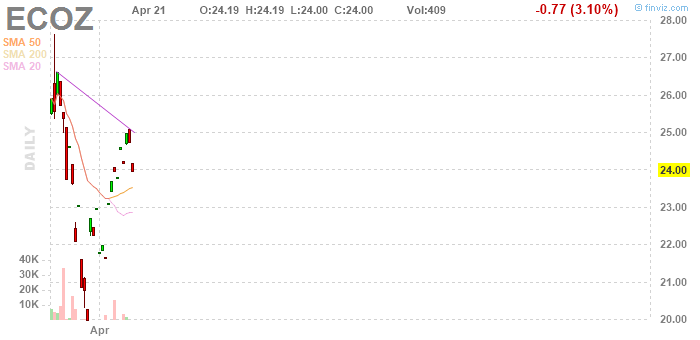 ECOZ Apr 21 O:24.19 H:24.19 L:24.00 C:24.00 Vol:409 -0.77 (3.10%) © finviz.com
SMA 50
SMA 200
SMA 20
DAILY
28.00
27.00
26.00
25.00
24.00
23.00
22.00
21.00
20.00
40K
30K
20K
10K
Apr